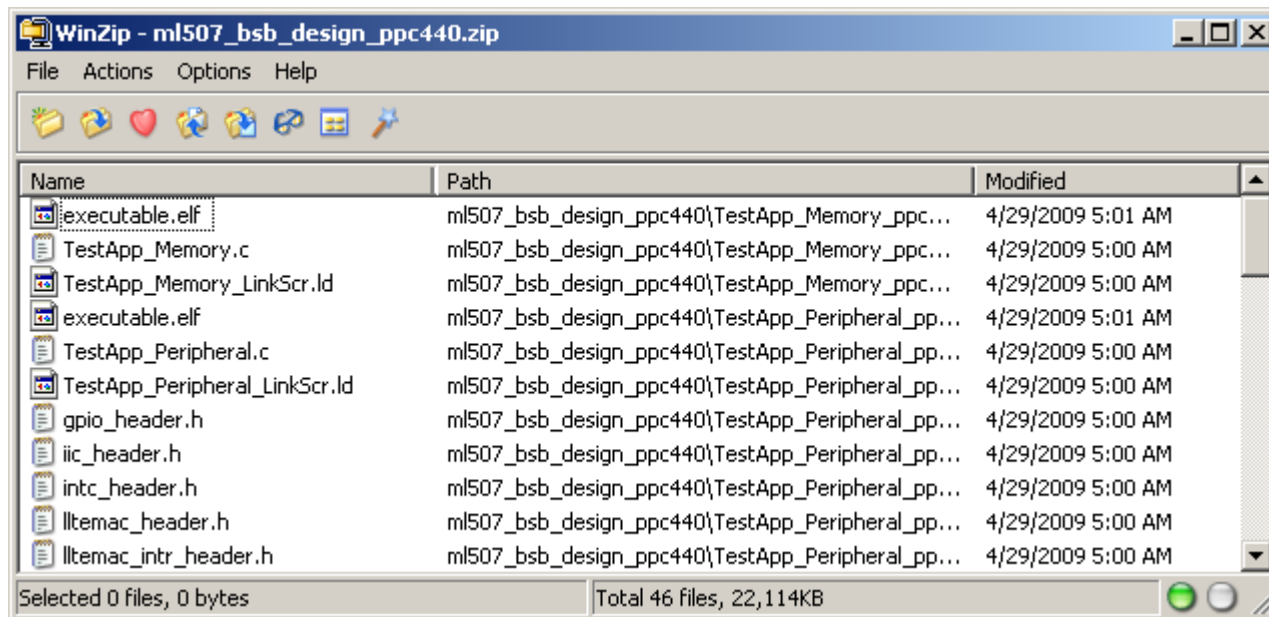 WinZip - ml507_bsb_design_ppc440.zip
File Actions Options Help
Name Path Modified
executable.elf ml507_bsb_design_ppc440\TestApp_Memory_ppc... 4/29/2009 5:01 AM
TestApp_Memory.c ml507_bsb_design_ppc440\TestApp_Memory_ppc... 4/29/2009 5:00 AM
TestApp_Memory_LinkScr.ld ml507_bsb_design_ppc440\TestApp_Memory_ppc... 4/29/2009 5:00 AM
executable.elf ml507_bsb_design_ppc440\TestApp_Peripheral_pp... 4/29/2009 5:01 AM
TestApp_Peripheral.c ml507_bsb_design_ppc440\TestApp_Peripheral_pp... 4/29/2009 5:00 AM
TestApp_Peripheral_LinkScr.ld ml507_bsb_design_ppc440\TestApp_Peripheral_pp... 4/29/2009 5:00 AM
gpio_header.h ml507_bsb_design_ppc440\TestApp_Peripheral_pp... 4/29/2009 5:00 AM
iic_header.h ml507_bsb_design_ppc440\TestApp_Peripheral_pp... 4/29/2009 5:00 AM
intc_header.h ml507_bsb_design_ppc440\TestApp_Peripheral_pp... 4/29/2009 5:00 AM
lltemac_header.h ml507_bsb_design_ppc440\TestApp_Peripheral_pp... 4/29/2009 5:00 AM
lltemac_intr_header.h ml507_bsb_design_ppc440\TestApp_Peripheral_pp... 4/29/2009 5:00 AM
Selected 0 files, 0 bytes Total 46 files, 22,114KB